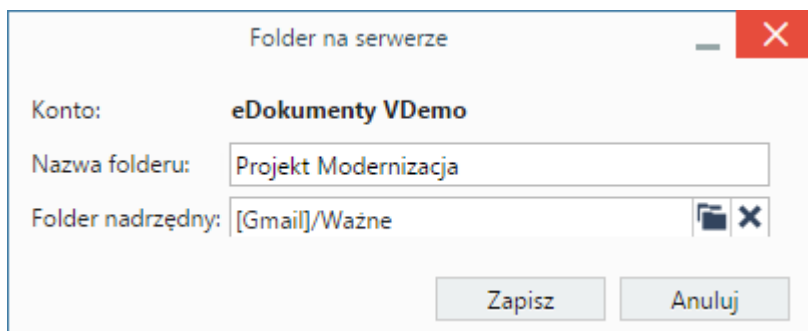 Folder na serwerze
Konto: eDokumenty VDemo
Nazwa folderu: Projekt Modernizacja
Folder nadrzędny: [Gmail]/Ważne
Zapisz Anuluj